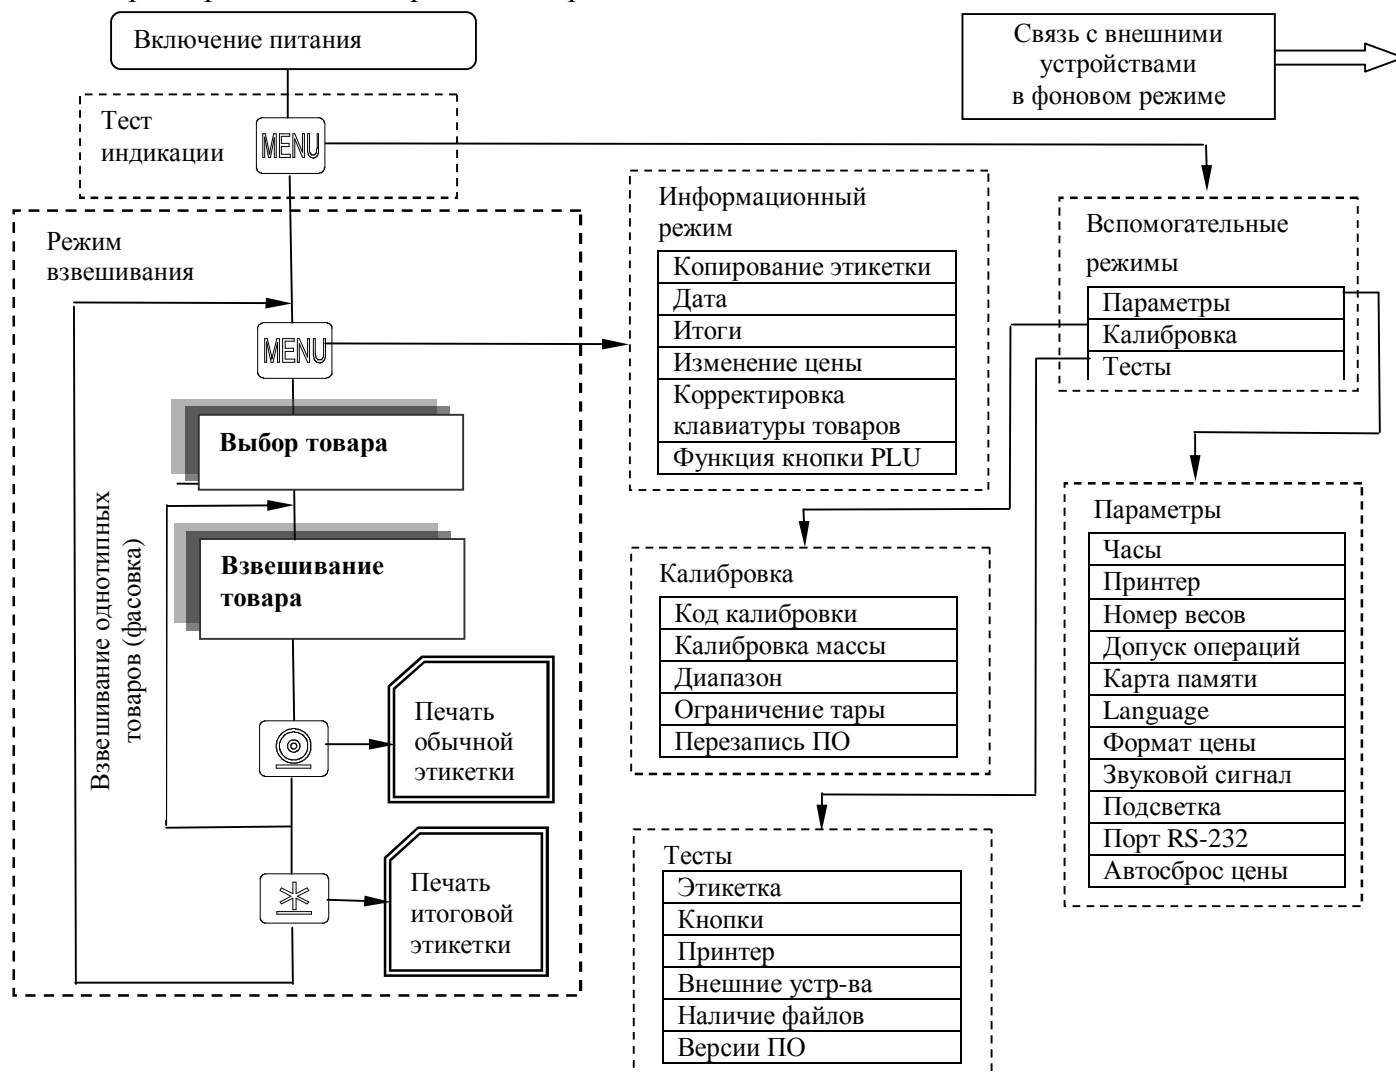 Включение питания
Связь с внешними
устройствами
в фоновом режиме
Тест
индикации
MENU
Режим
взвешивания
MENU
Выбор товара
Взвешивание
товара
Взвешивание однотипных
товаров (фасовка)
Печать
обычной
этикетки
Печать
итоговой
этикетки
Информационный
режим
Копирование этикетки
Дата
Итоги
Изменение цены
Корректировка
клавиатуры товаров
Функция кнопки PLU
Вспомогательные
режимы
Параметры
Калибровка
Тесты
Калибровка
Код калибровки
Калибровка массы
Диапазон
Ограничение тары
Перезапись ПО
Параметры
Часы
Принтер
Номер весов
Допуск операций
Карта памяти
Language
Формат цены
Звуковой сигнал
Подсветка
Порт RS-232
Автосброс цены
Тесты
Этикетка
Кнопки
Принтер
Внешние устр-ва
Наличие файлов
Версии ПО